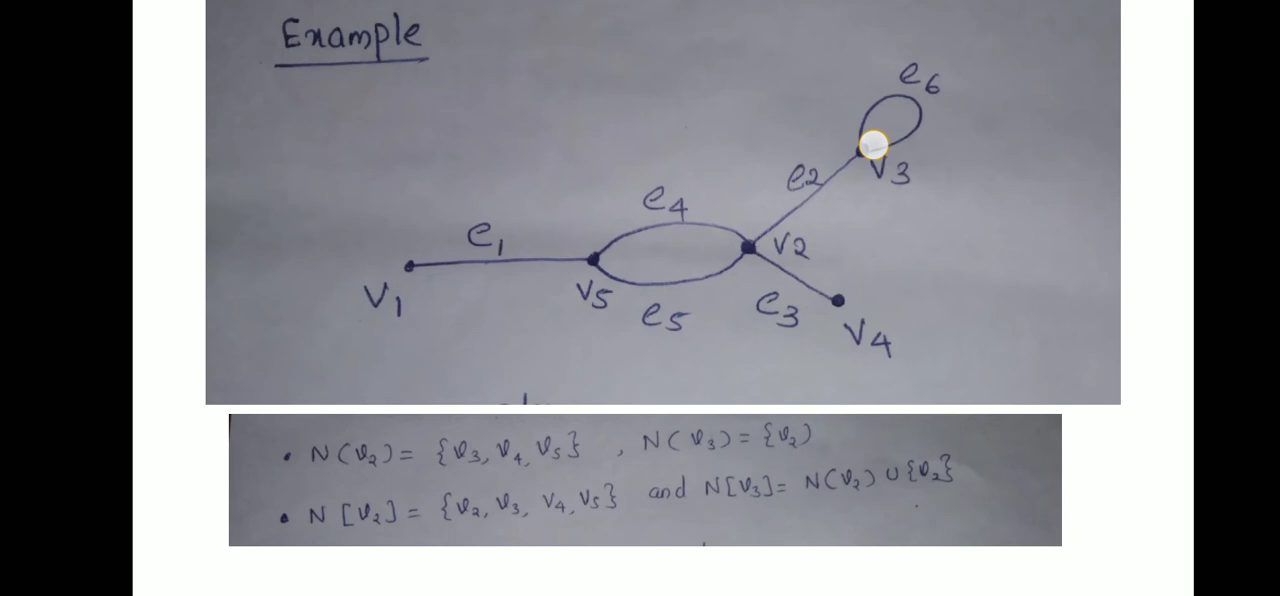 Example
e6
V3
e2
e4
e1
V2
V1
V5
e5
e3
V4
• N(v2) = {v3, v4, v5} , N(v3) = {v2)
• N[v2] = {v2, v3, v4, v5} and N[v3] = N(v2) ∪ {v2}